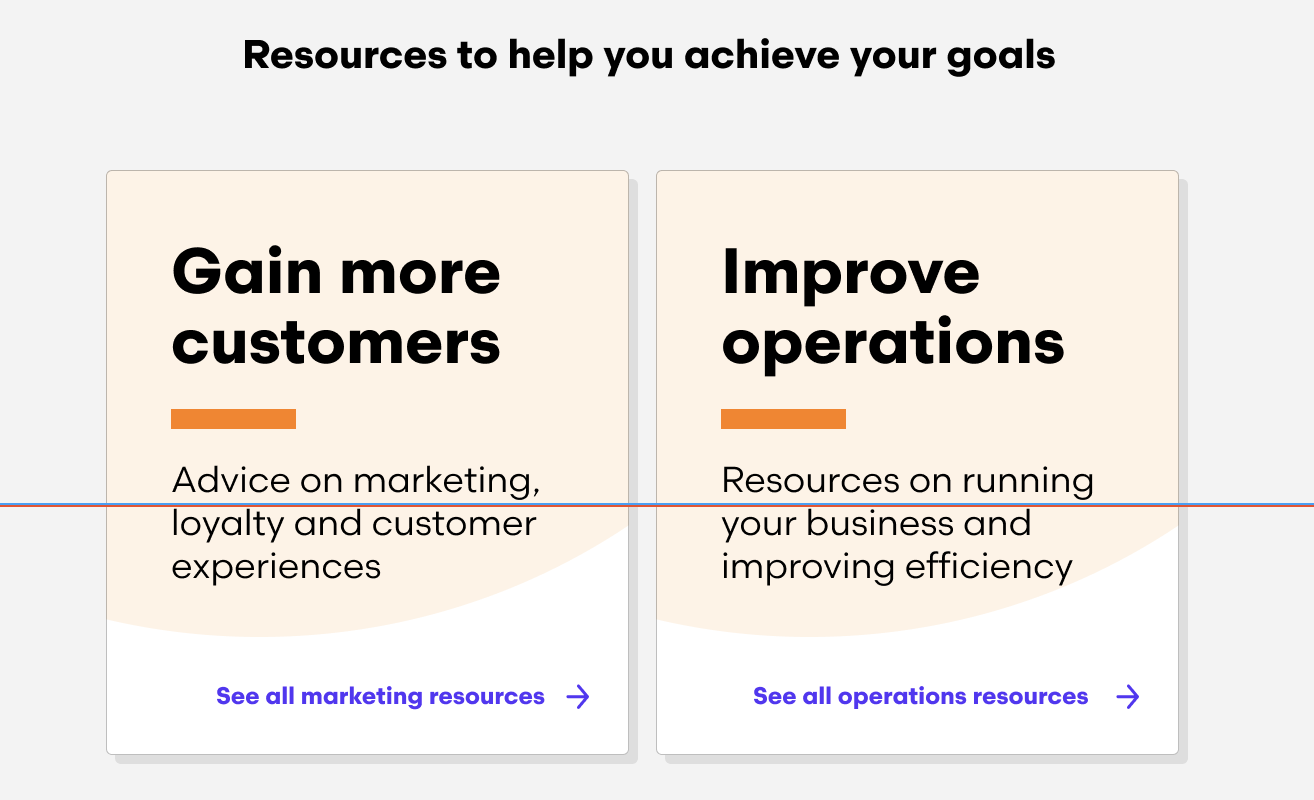 Resources to help you achieve your goals
Gain more
customers
Advice on marketing,
loyalty and customer
experiences
See all marketing resources
Improve
operations
Resources on running
your business and
improving efficiency
See all operations resources